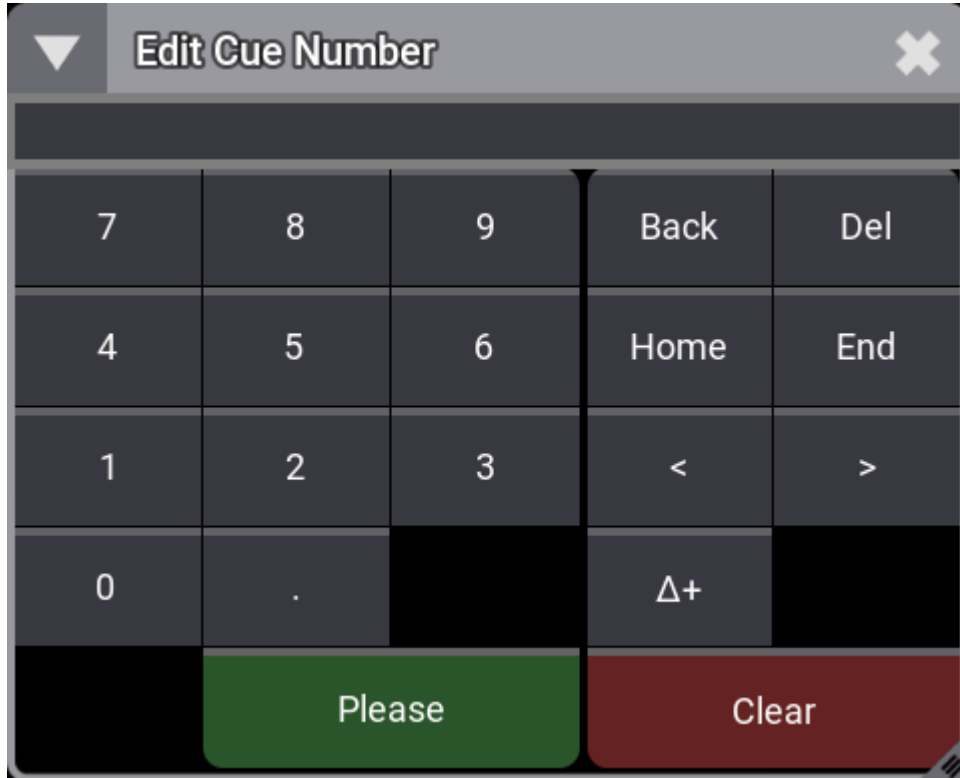 Edit Cue Number
7 8 9 Back Del
4 5 6 Home End
1 2 3 < >
0 . Δ+
Please Clear